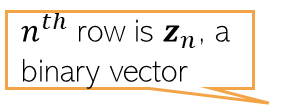 nᵗʰ row is zₙ, a
binary vector